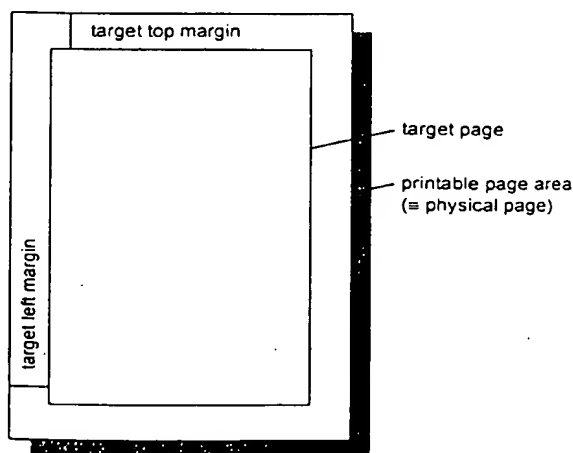 target top margin
target page
printable page area
(≡ physical page)
target left margin